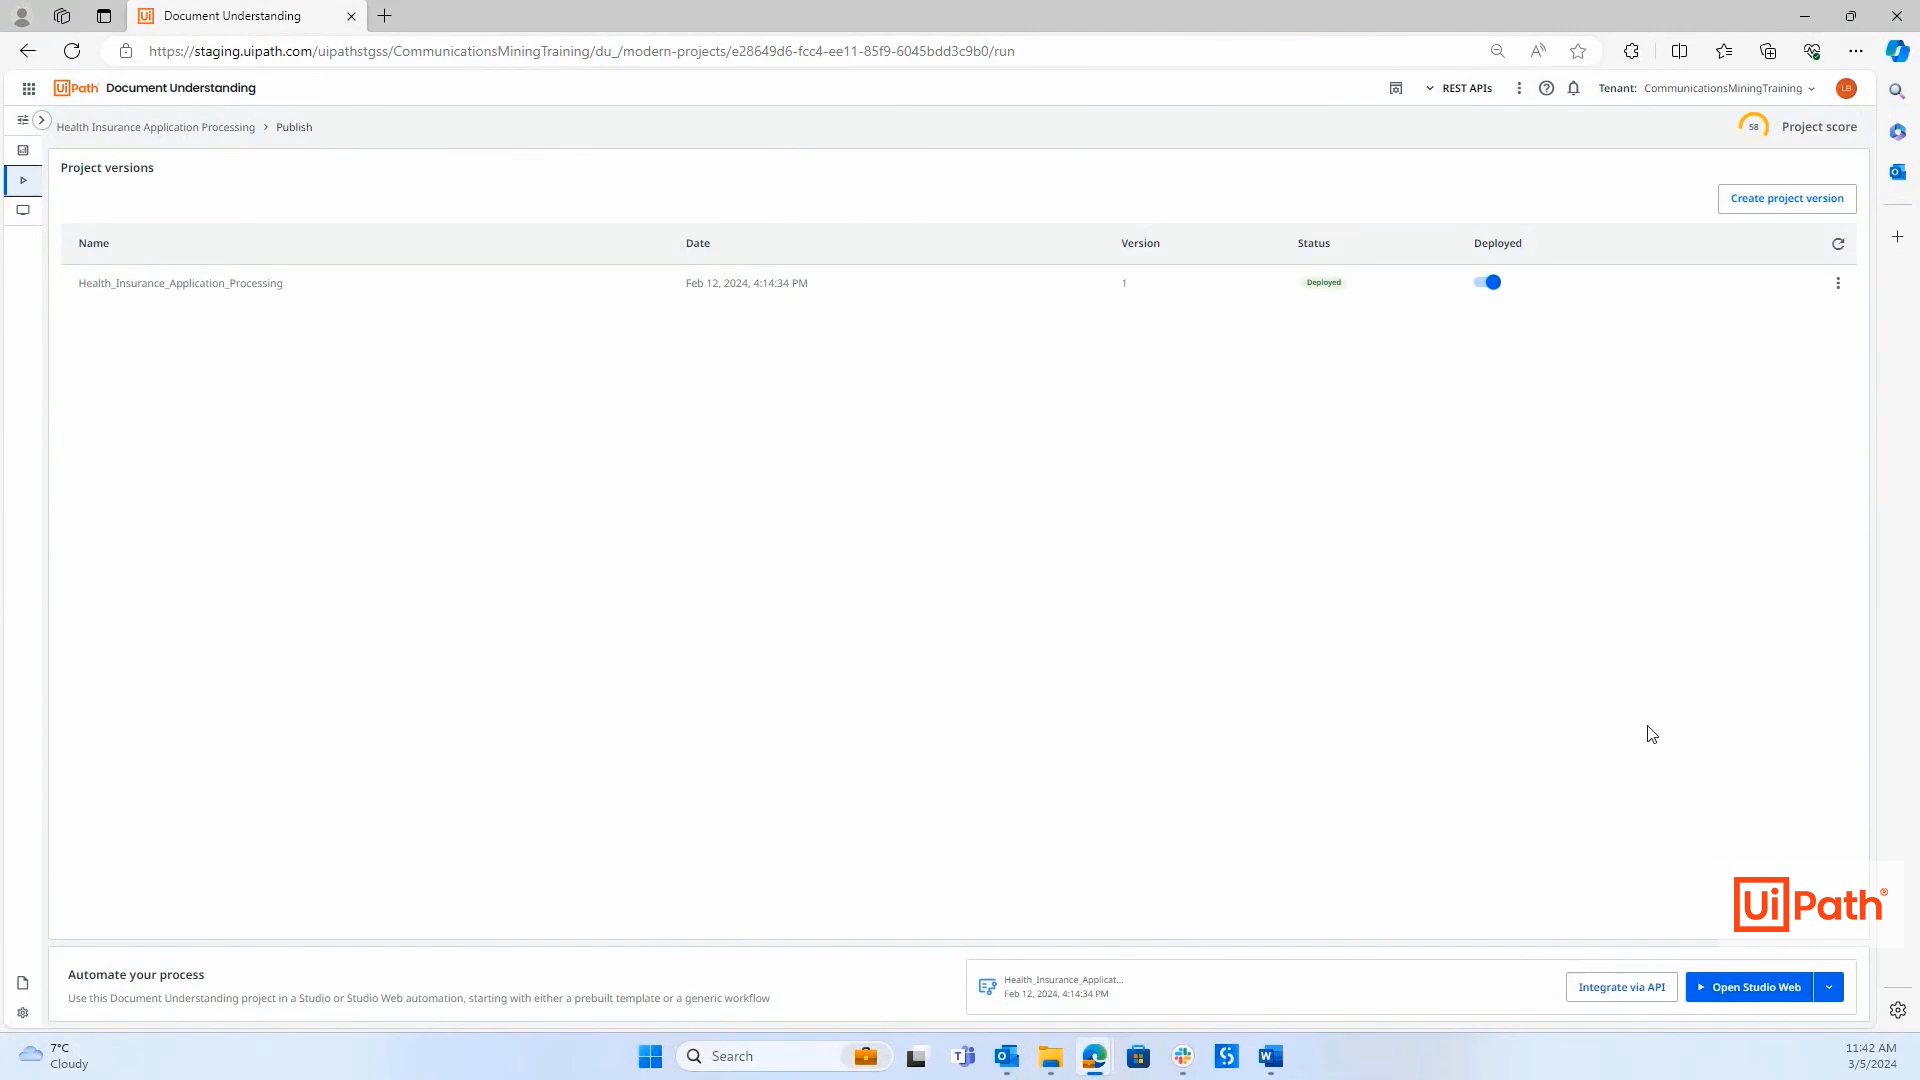 Document Understanding
https://staging.uipath.com/uipathstgss/CommunicationsMiningTraining/du_/modern-projects/e28649d6-fcc4-ee11-85f9-6045bdd3c9b0/run
UiPath Document Understanding
REST APIs
Tenant: CommunicationsMiningTraining
LB
Health Insurance Application Processing > Publish
58 Project score
Project versions
Create project version
Name Date Version Status Deployed
Health_Insurance_Application_Processing Feb 12, 2024, 4:14:34 PM 1 Deployed
UiPath®
Automate your process
Use this Document Understanding project in a Studio or Studio Web automation, starting with either a prebuilt template or a generic workflow
Health_Insurance_Applicat...
Feb 12, 2024, 4:14:34 PM
Integrate via API
Open Studio Web
7°C
Cloudy
Search
11:42 AM
3/5/2024